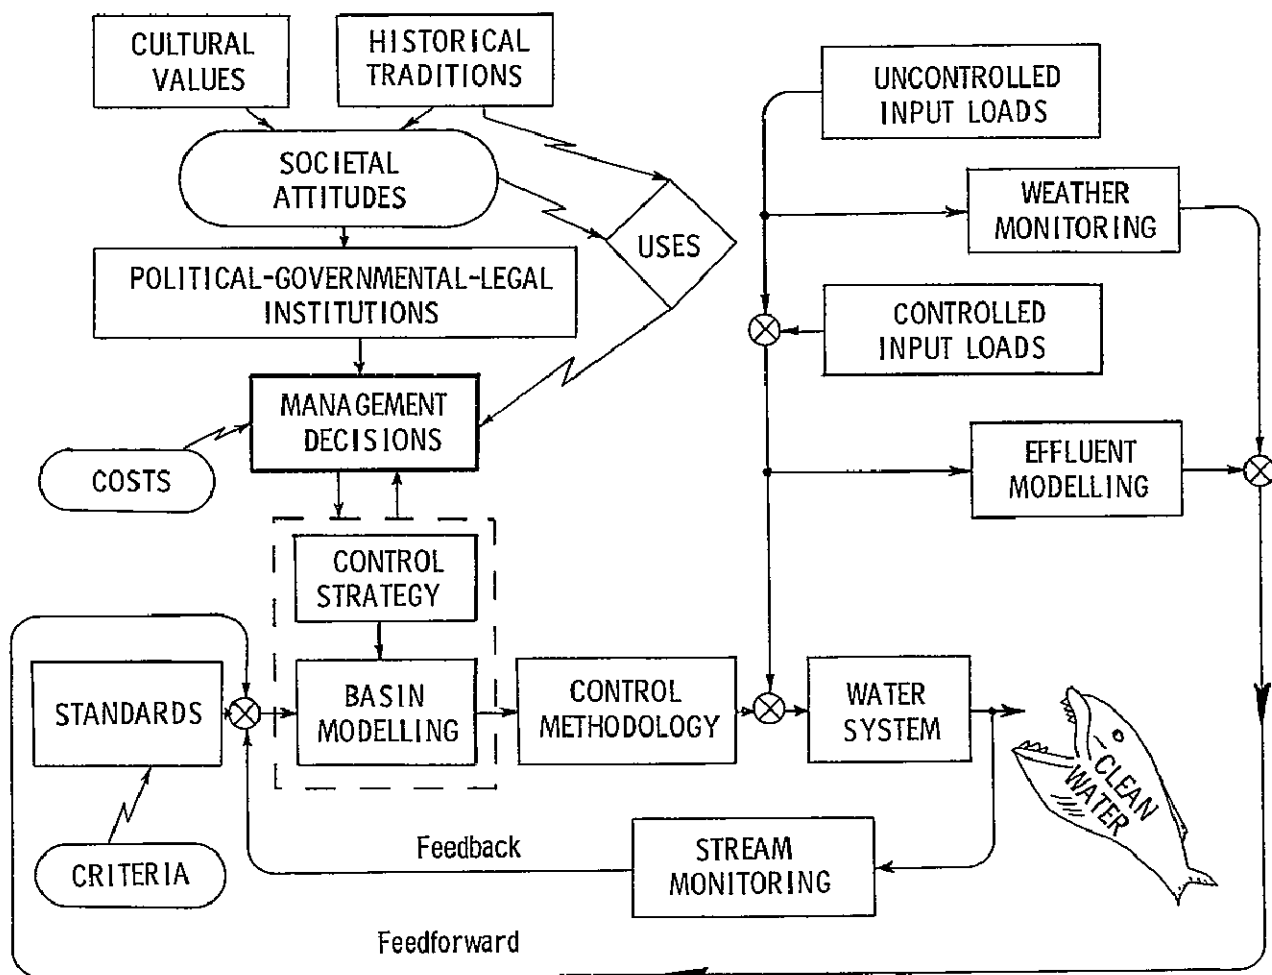 CULTURAL
VALUES
HISTORICAL
TRADITIONS
UNCONTROLLED
INPUT LOADS
SOCIETAL
ATTITUDES
WEATHER
MONITORING
USES
POLITICAL-GOVERNMENTAL-LEGAL
INSTITUTIONS
CONTROLLED
INPUT LOADS
MANAGEMENT
DECISIONS
COSTS
EFFLUENT
MODELLING
CONTROL
STRATEGY
STANDARDS
BASIN
MODELLING
CONTROL
METHODOLOGY
WATER
SYSTEM
CLEAN
WATER
CRITERIA
Feedback
STREAM
MONITORING
Feedforward